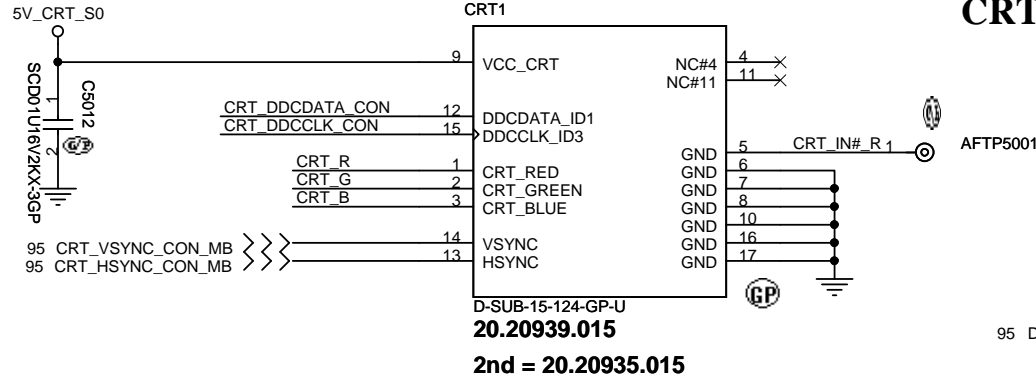 5V_CRT_S0
CRT1
CRT
9 VCC_CRT
NC#4 4
NC#11 11
SCD01U16V2KX-3GP
1
2
C5012
G/P
CRT_DDCDATA_CON 12 DDCDATA_ID1
CRT_DDCCLK_CON 15 DDCCLK_ID3
CRT_R 1 CRT_RED
CRT_G 2 CRT_GREEN
CRT_B 3 CRT_BLUE
95 CRT_VSYNC_CON_MB 14 VSYNC
95 CRT_HSYNC_CON_MB 13 HSYNC
GND 5 CRT_IN#_R 1 AFTP5001
GND 6
GND 7
GND 8
GND 10
GND 16
GND 17
GP
D-SUB-15-124-GP-U
20.20939.015
2nd = 20.20935.015
95 D